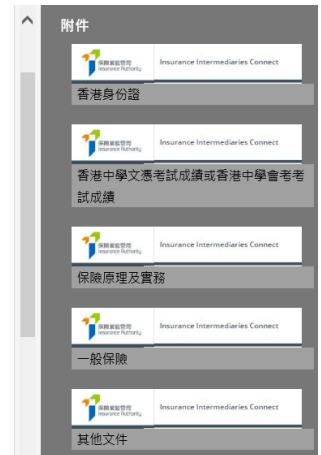 附件
保險業監管局
Insurance Authority
Insurance Intermediaries Connect
香港身份證
保險業監管局
Insurance Authority
Insurance Intermediaries Connect
香港中學文憑考試成績或香港中學會考考
試成績
保險業監管局
Insurance Authority
Insurance Intermediaries Connect
保險原理及實務
保險業監管局
Insurance Authority
Insurance Intermediaries Connect
一般保險
保險業監管局
Insurance Authority
Insurance Intermediaries Connect
其他文件